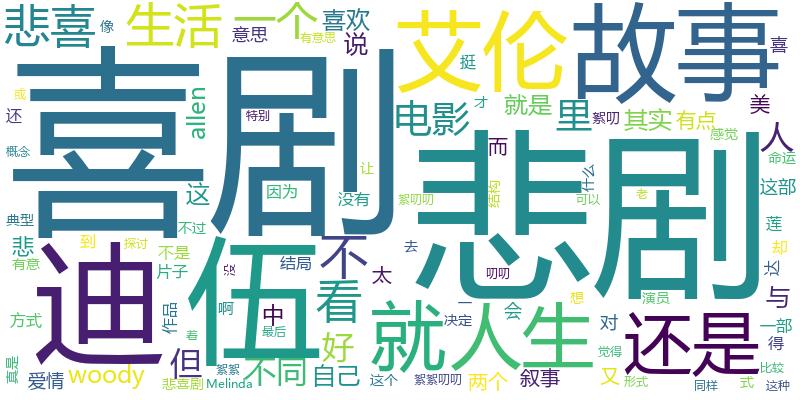 悲喜 像 生活 一个 喜欢 艾伦 故事
意思 有意思 说 挺 喜
喜剧 悲剧
还 allen 特别 电影 才 就是 里 絮叨 其实 有点 美 人
概念 这 因为 没有 让 絮叨叨 而 结构 什么 可以 感觉 命运 老 这部
典型 不过 莲
悲 到 探讨 不是 没 结局 不 去 叨叨 想 却 达
有意 片子 太 看 一 会 演员 与
迪 伍 中 决定 就 人生 还是
方式 作品 啊 最后 好 对 一部 得
真是 但 着 絮絮 不同 自己 这个 絮絮叨叨 两个 叙事 又 觉得 形式 同样 式 比较 这种
爱情 woody 悲喜剧 Melinda
或